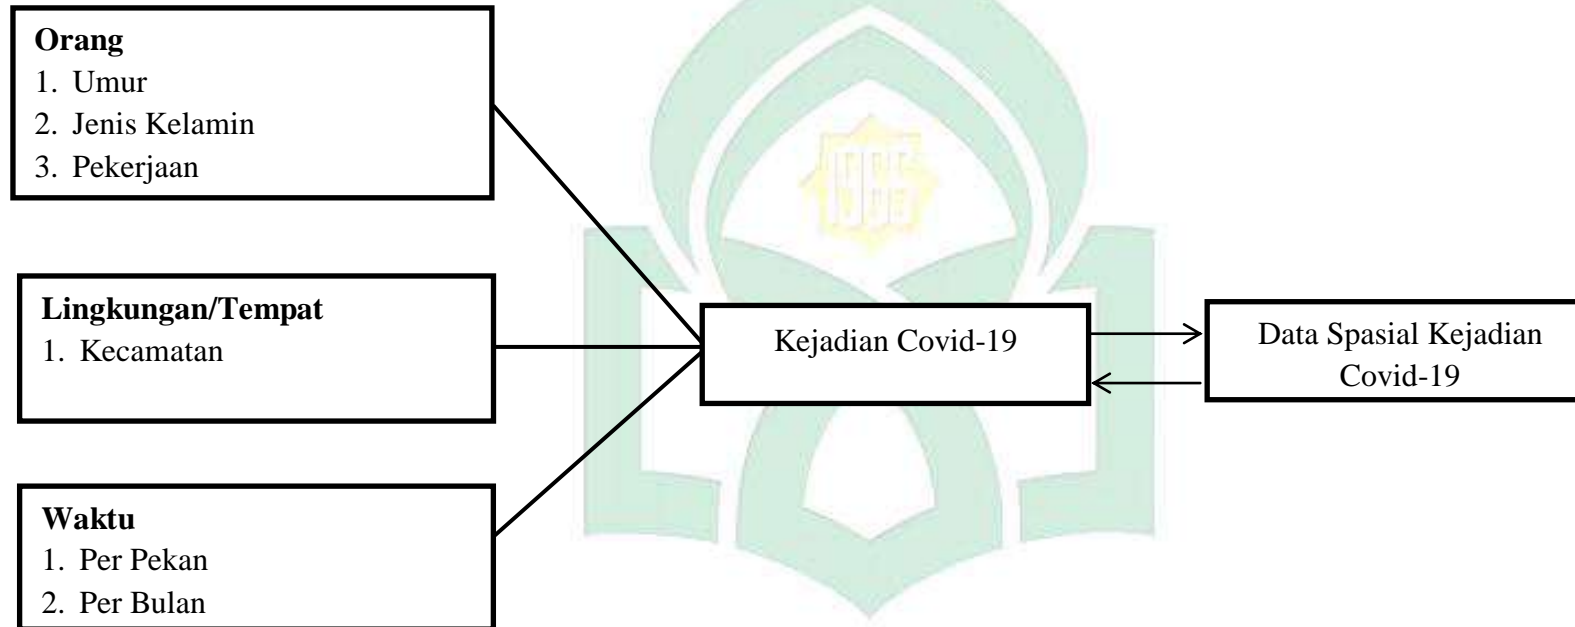 Orang
1. Umur
2. Jenis Kelamin
3. Pekerjaan
Lingkungan/Tempat
1. Kecamatan
Waktu
1. Per Pekan
2. Per Bulan
Kejadian Covid-19
Data Spasial Kejadian
Covid-19
1965